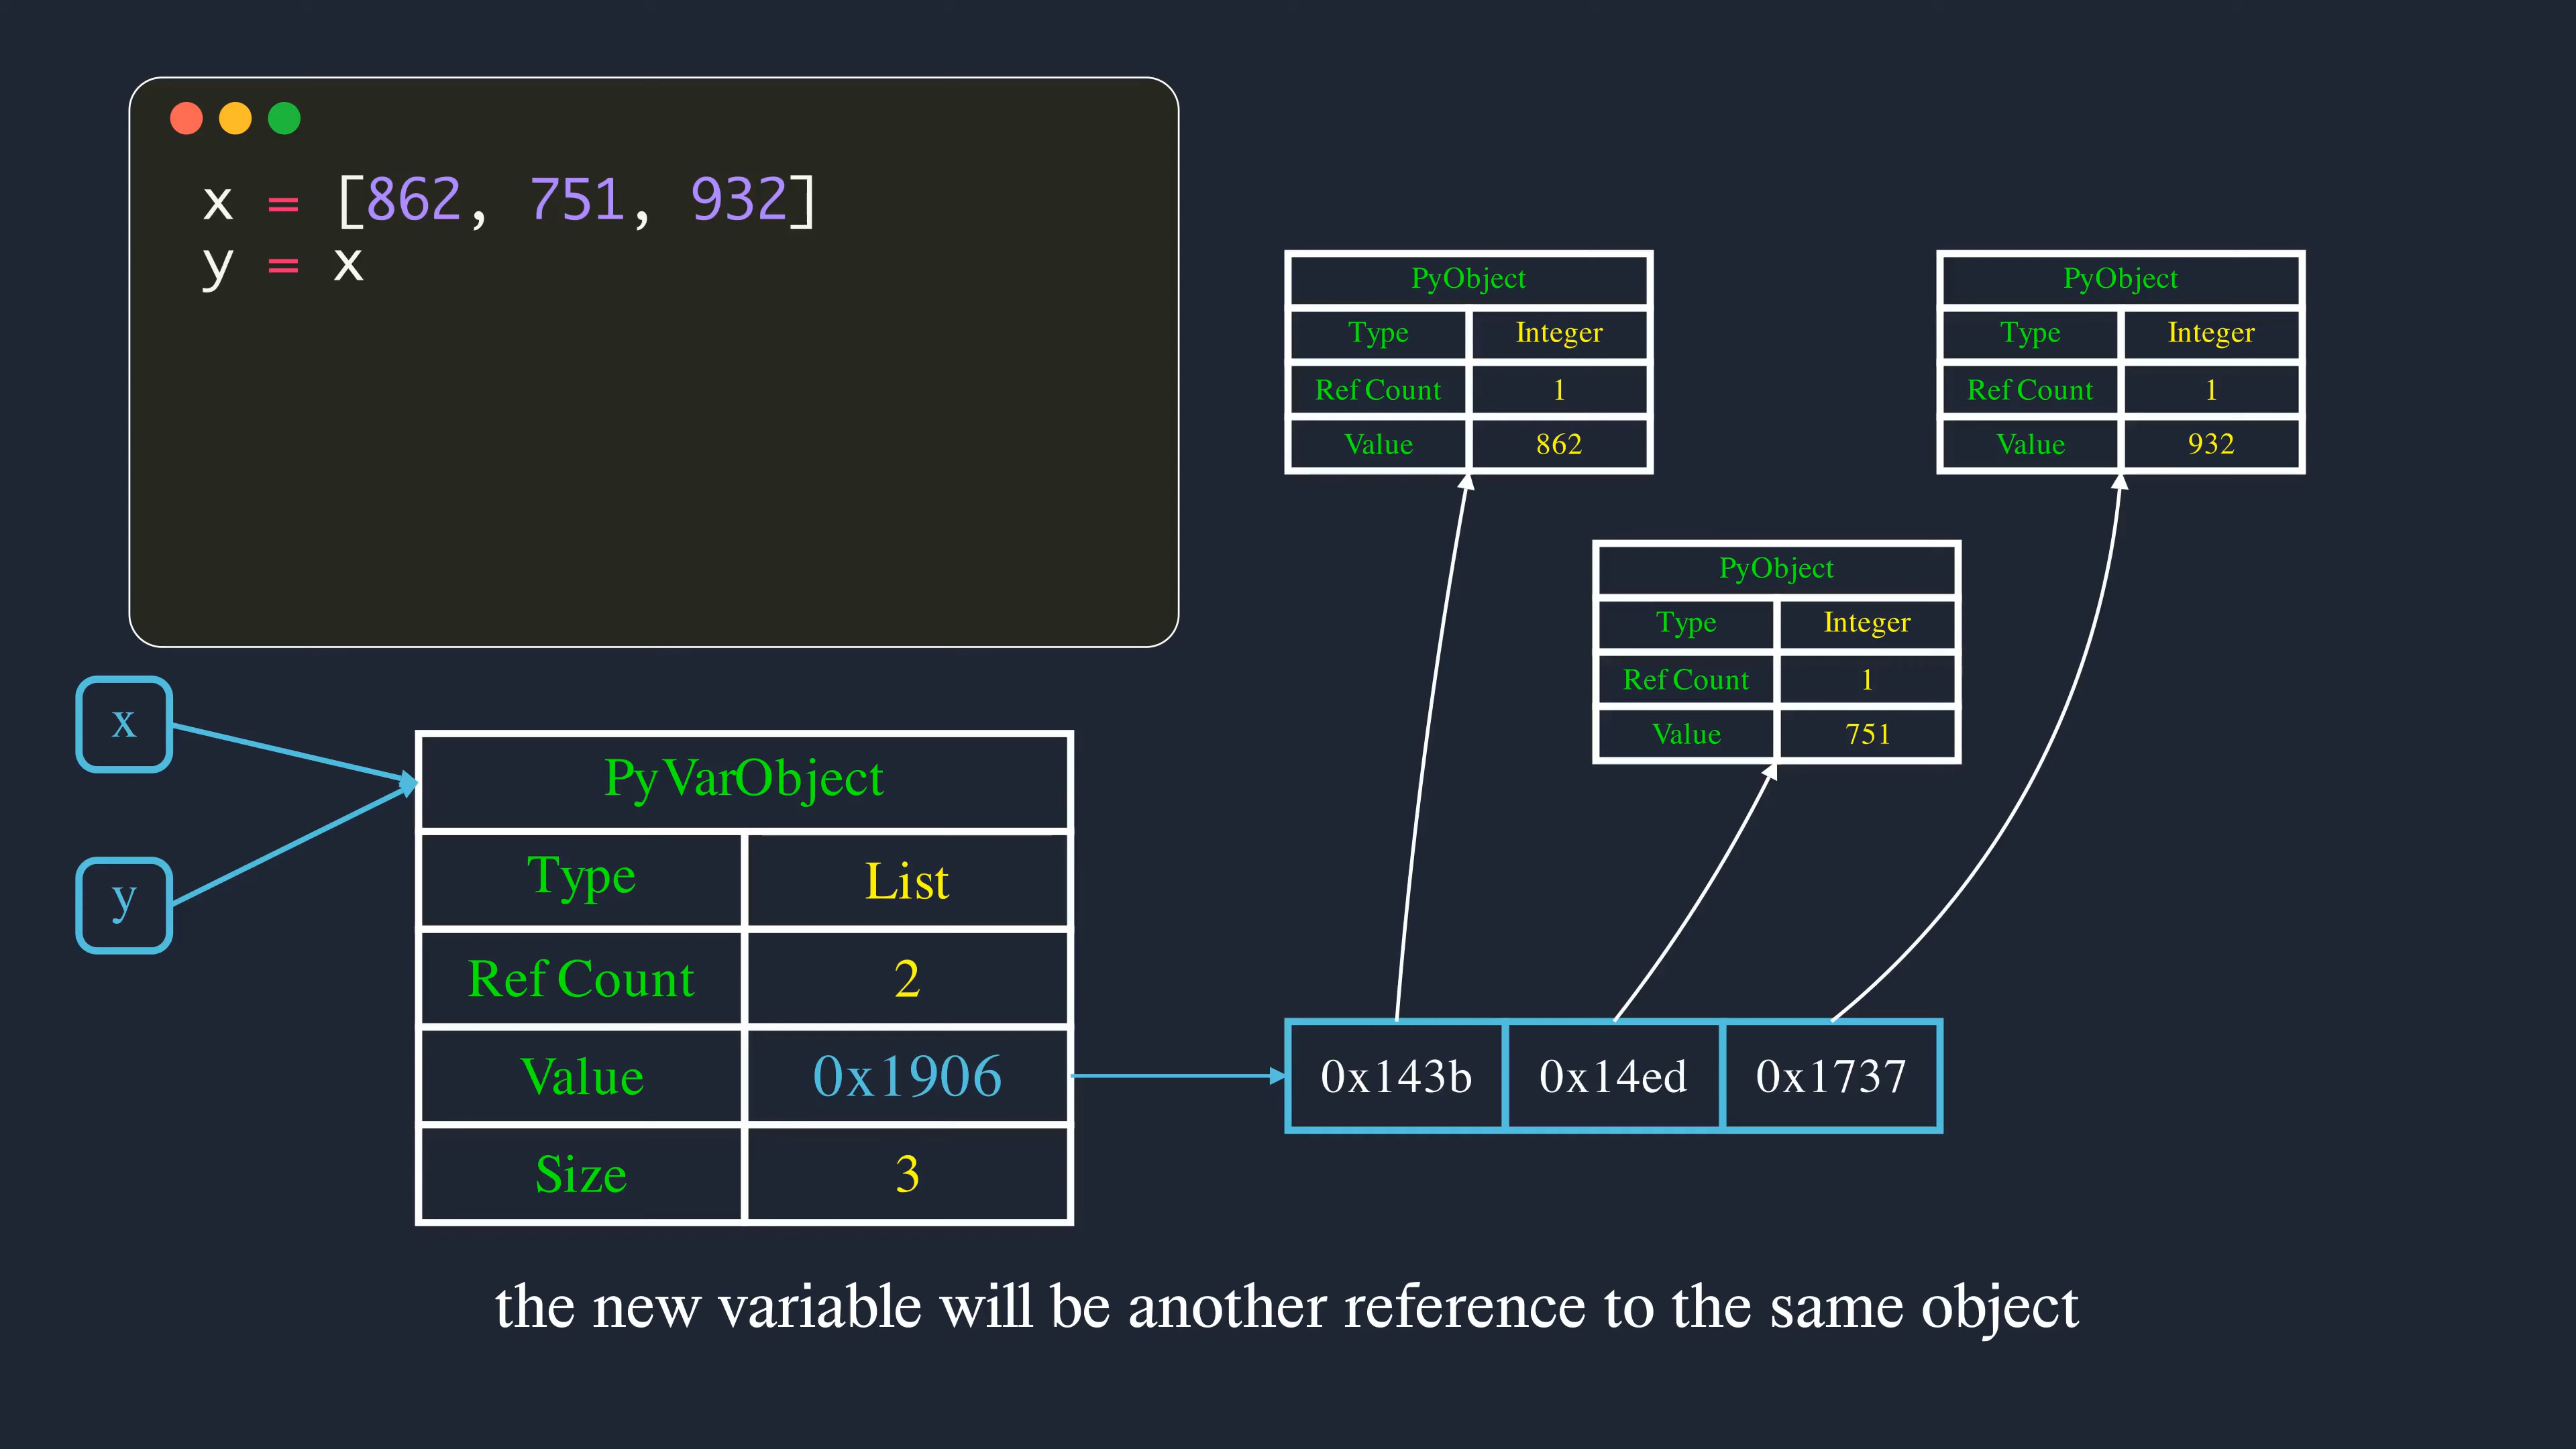 x = [862, 751, 932]
y = x
PyObject
Type Integer
Ref Count 1
Value 862
PyObject
Type Integer
Ref Count 1
Value 932
PyObject
Type Integer
Ref Count 1
Value 751
x
y
PyVarObject
Type List
Ref Count 2
Value 0x1906
Size 3
0x143b 0x14ed 0x1737
the new variable will be another reference to the same object